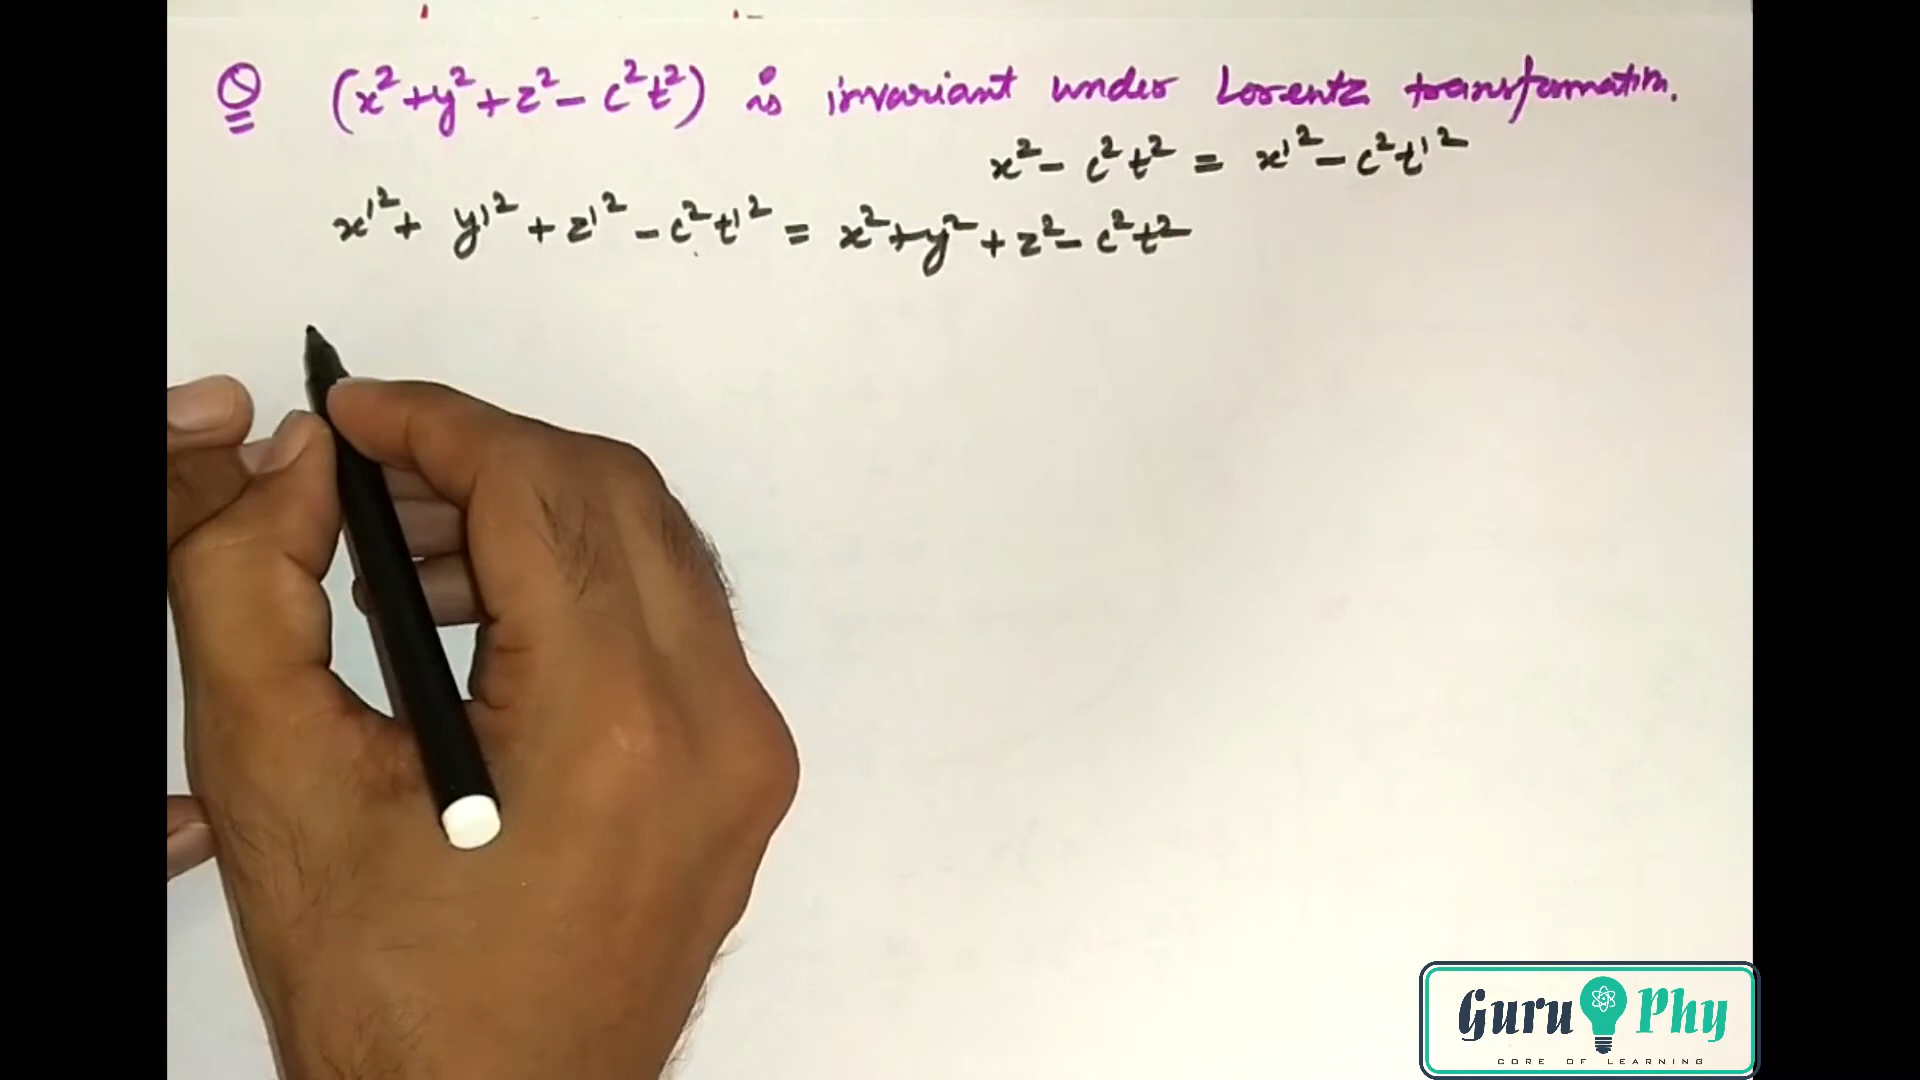 Q (x²+y²+z²-c²t²) is invariant under Lorentz transformation.
x²-c²t² = x'²-c²t'²
x'²+y'²+z'²-c²t'² = x²+y²+z²-c²t²
Guru Phy
CORE OF LEARNING